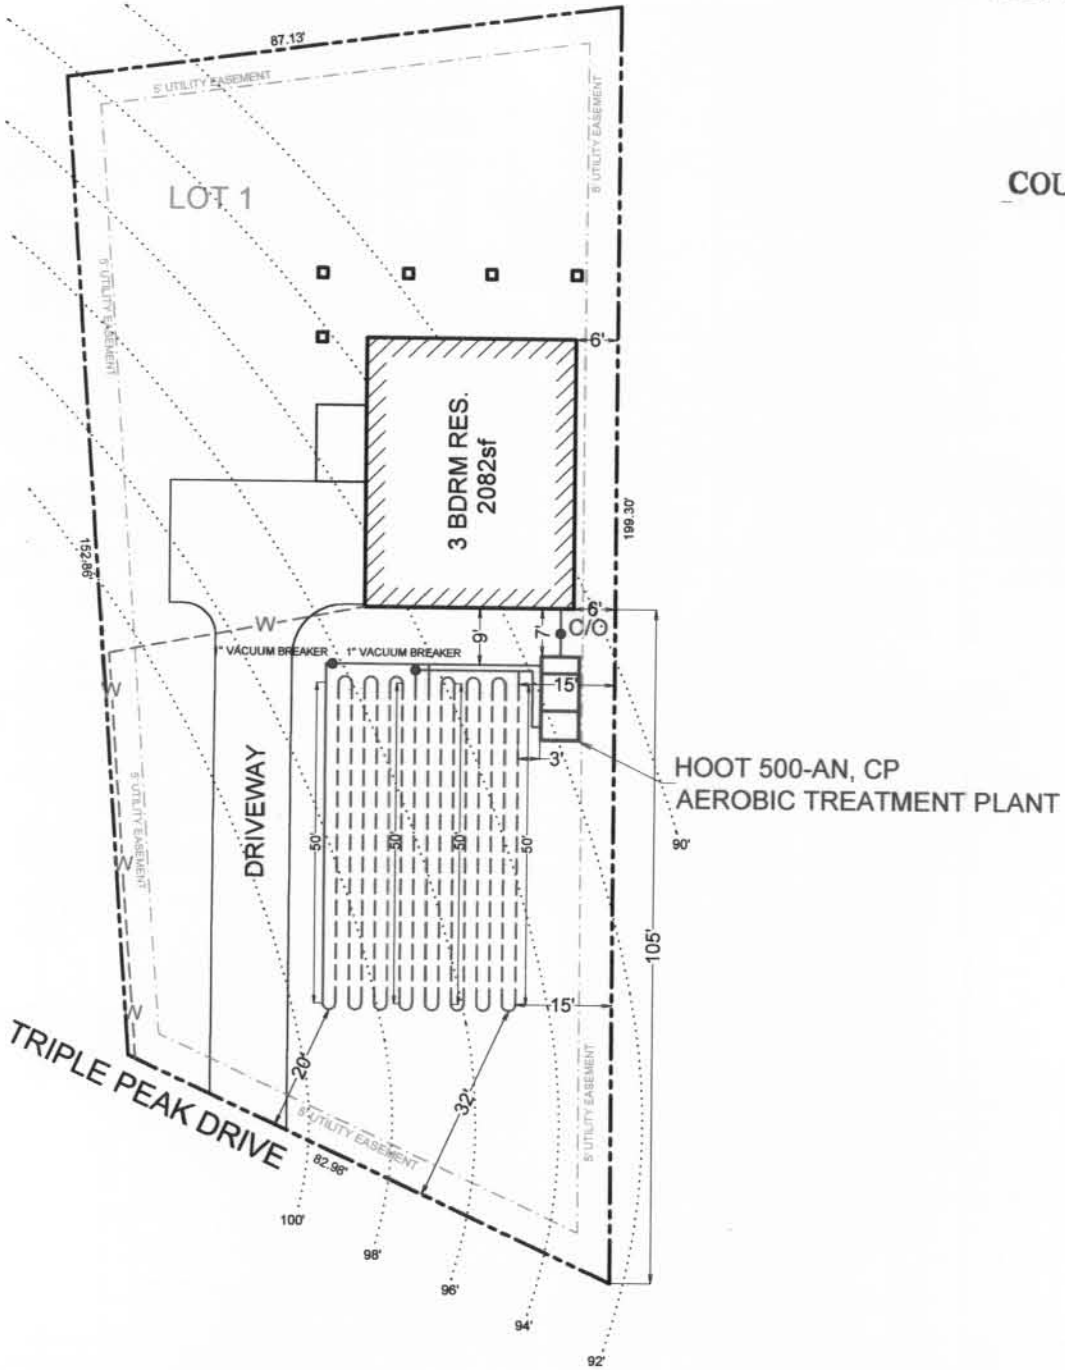 87.13'
5' UTILITY EASEMENT
5' UTILITY EASEMENT
COU
LOT 1
5' UTILITY EASEMENT
6'
3 BDRM RES.
2082sf
199.30'
152.86'
6'
W
9'
7'
C/O
1" VACUUM BREAKER
1" VACUUM BREAKER
W
15'
3'
HOOT 500-AN, CP
AEROBIC TREATMENT PLANT
5' UTILITY EASEMENT
DRIVEWAY
50'
50'
50'
50'
90'
W
105'
15'
W
TRIPLE PEAK DRIVE
20'
32'
5' UTILITY EASEMENT
5' UTILITY EASEMENT
82.98'
100'
98'
96'
94'
92'